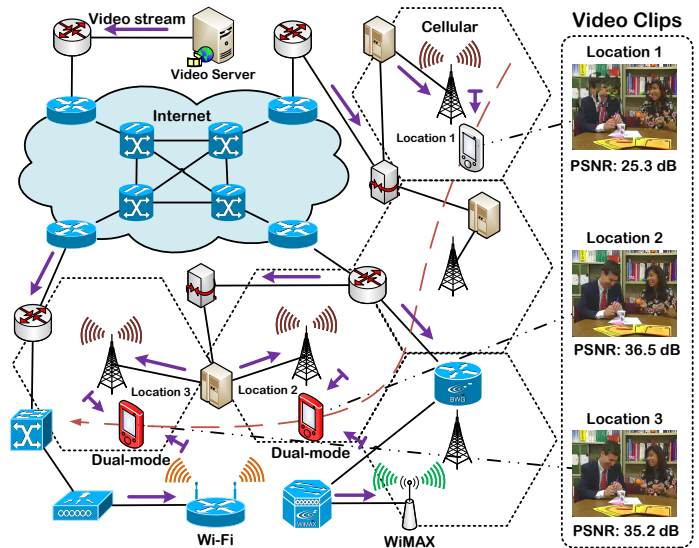 Video stream
Video Server
Cellular
Video Clips
Location 1
PSNR: 25.3 dB
Internet
Location 1
Location 2
PSNR: 36.5 dB
Location 3
Location 2
BWG
Location 3
PSNR: 35.2 dB
Dual-mode
Dual-mode
Wi-Fi
WiMAX
WiMAX